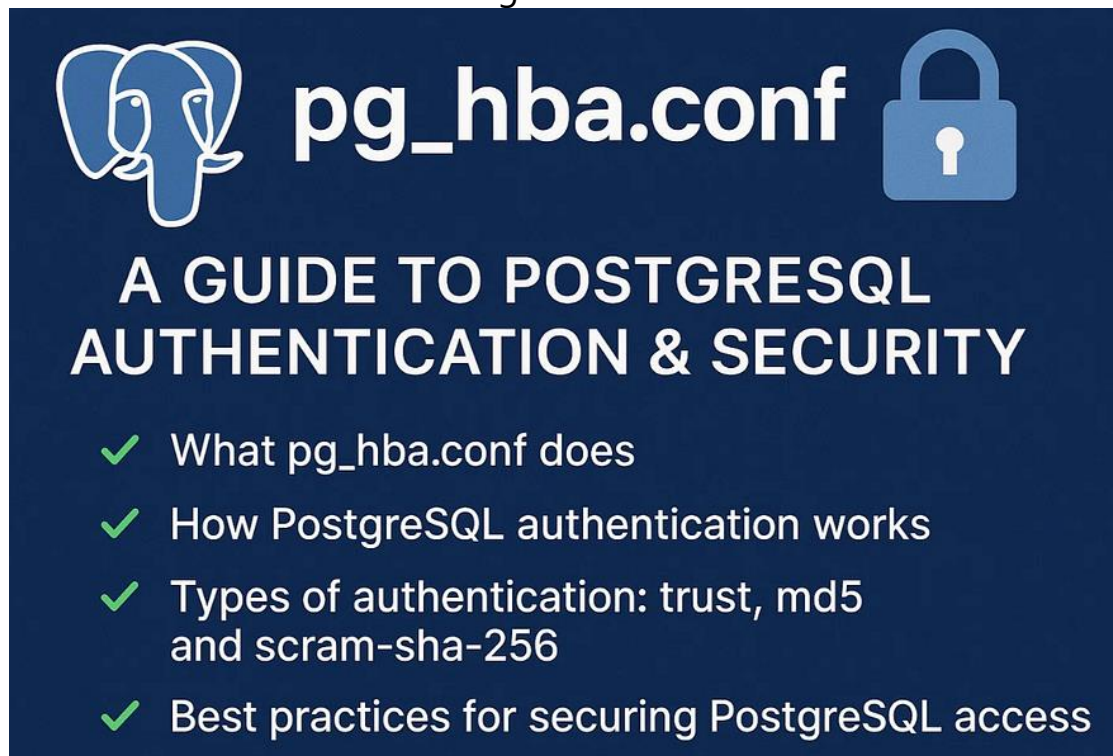 pg_hba.conf
A GUIDE TO POSTGRESQL
AUTHENTICATION & SECURITY
What pg_hba.conf does
How PostgreSQL authentication works
Types of authentication: trust, md5
and scram-sha-256
Best practices for securing PostgreSQL access